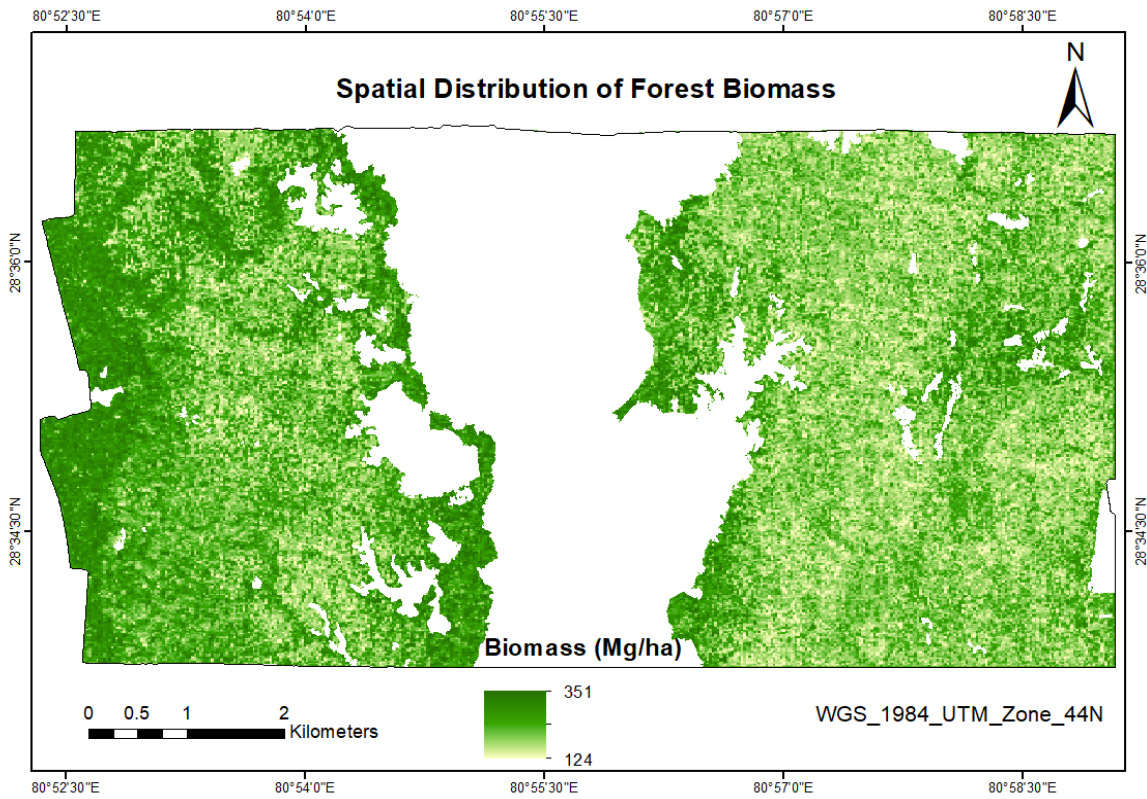 80°52'30"E 80°54'0"E 80°55'30"E 80°57'0"E 80°58'30"E
N
Spatial Distribution of Forest Biomass
28°36'0"N 28°36'0"N
28°34'30"N 28°34'30"N
Biomass (Mg/ha)
351
124
0 0.5 1 2
Kilometers
WGS_1984_UTM_Zone_44N
80°52'30"E 80°54'0"E 80°55'30"E 80°57'0"E 80°58'30"E